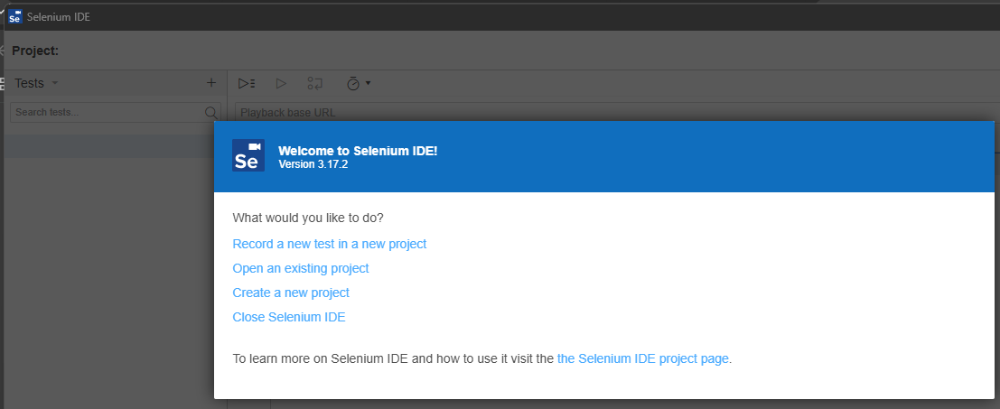 Se Selenium IDE
Project:
Tests
Search tests...
Playback base URL
Se
Welcome to Selenium IDE!
Version 3.17.2
What would you like to do?
Record a new test in a new project
Open an existing project
Create a new project
Close Selenium IDE
To learn more on Selenium IDE and how to use it visit the the Selenium IDE project page.